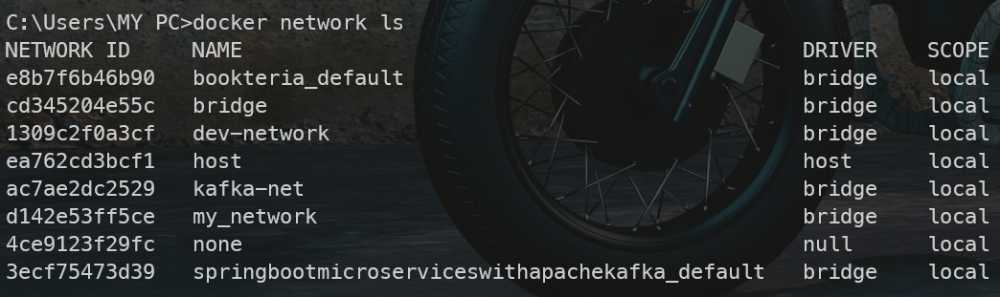 C:\Users\MY PC>docker network ls
NETWORK ID NAME DRIVER SCOPE
e8b7f6b46b90 bookteria_default bridge local
cd345204e55c bridge bridge local
1309c2f0a3cf dev-network bridge local
ea762cd3bcf1 host host local
ac7ae2dc2529 kafka-net bridge local
d142e53ff5ce my_network bridge local
4ce9123f29fc none null local
3ecf75473d39 springbootmicroserviceswithapachekafka_default bridge local